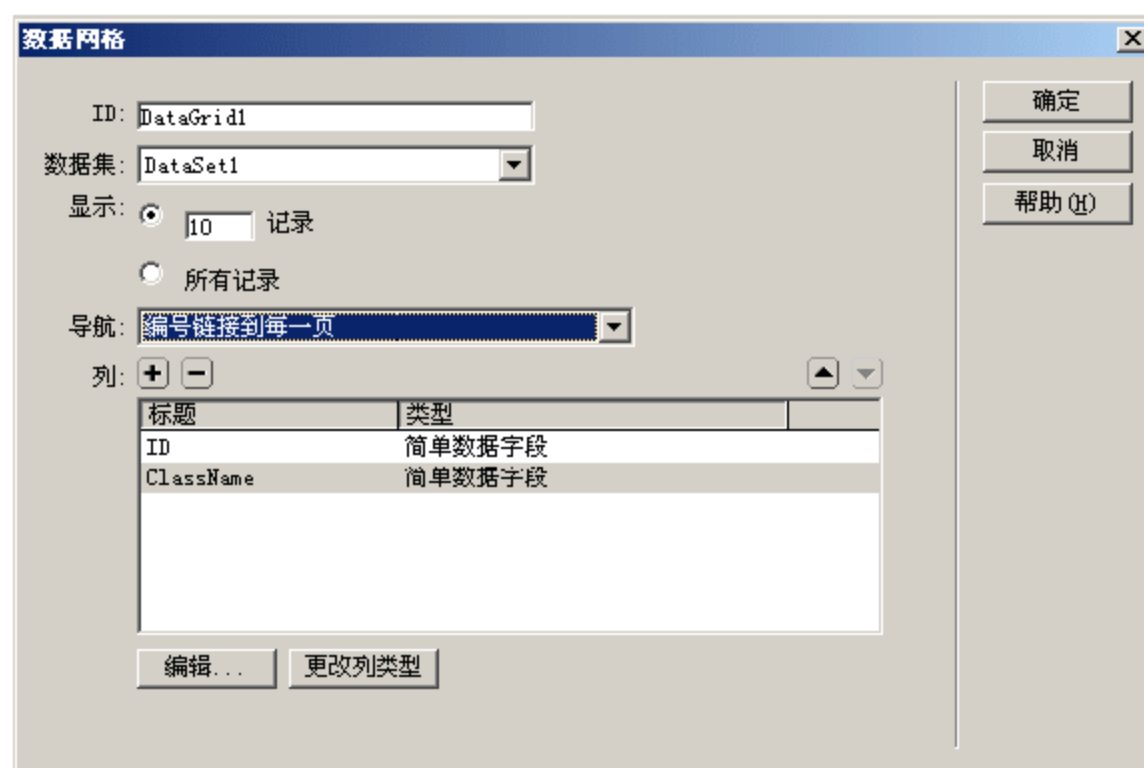 数据网格
ID: DataGrid1
确定
数据集: DataSet1
取消
显示: 10 记录
帮助(H)
所有记录
导航: 编号链接到每一页
列:
标题 类型
ID 简单数据字段
ClassName 简单数据字段
编辑... 更改列类型